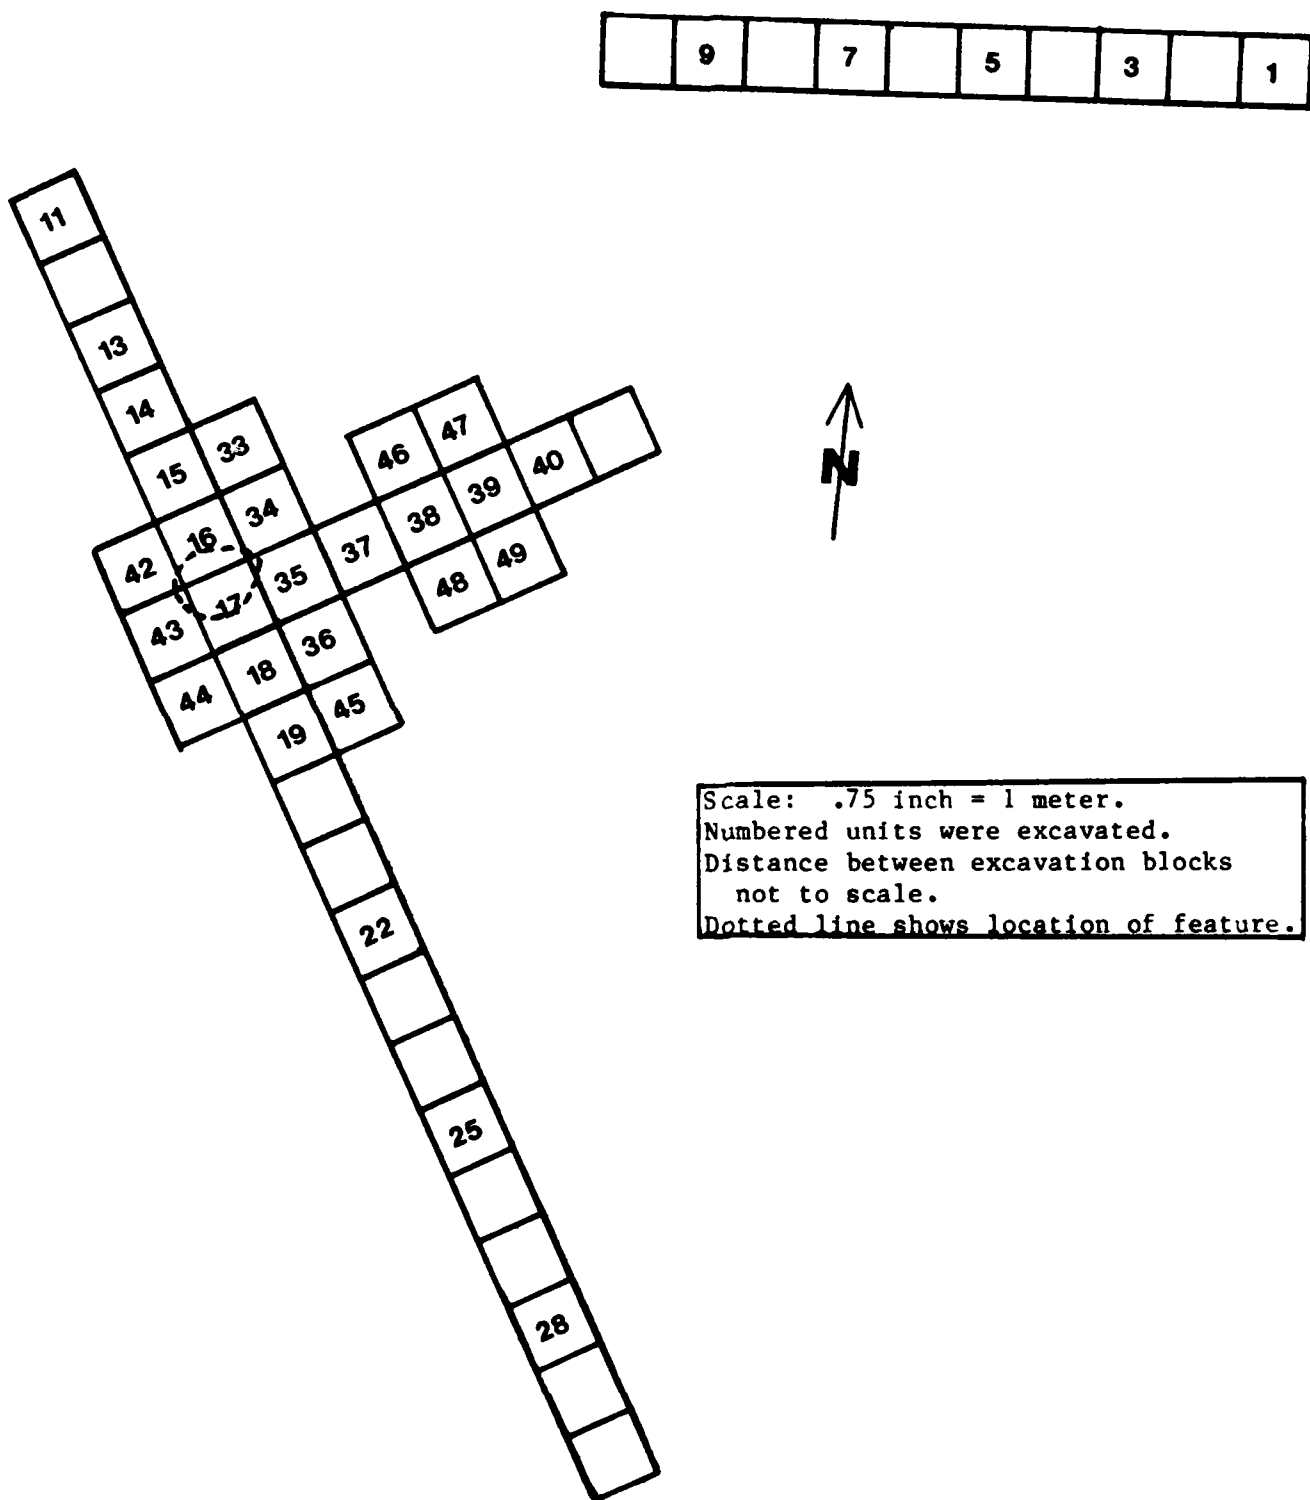 9 7 5 3 1
11
13
14
15 33
16 34
42 17 35 37 38 39 40
46 47
43 18 36 48 49
44 19 45
N
Scale: .75 inch = 1 meter.
Numbered units were excavated.
Distance between excavation blocks
not to scale.
Dotted line shows location of feature.
22
25
28